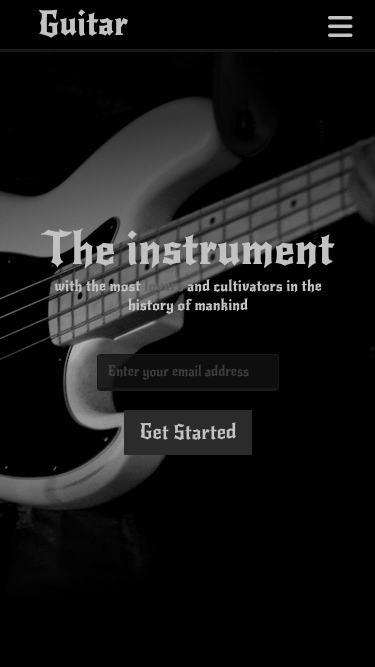 Guitar
The instrument
with the most lovers and cultivators in the
history of mankind
Enter your email address
Get Started